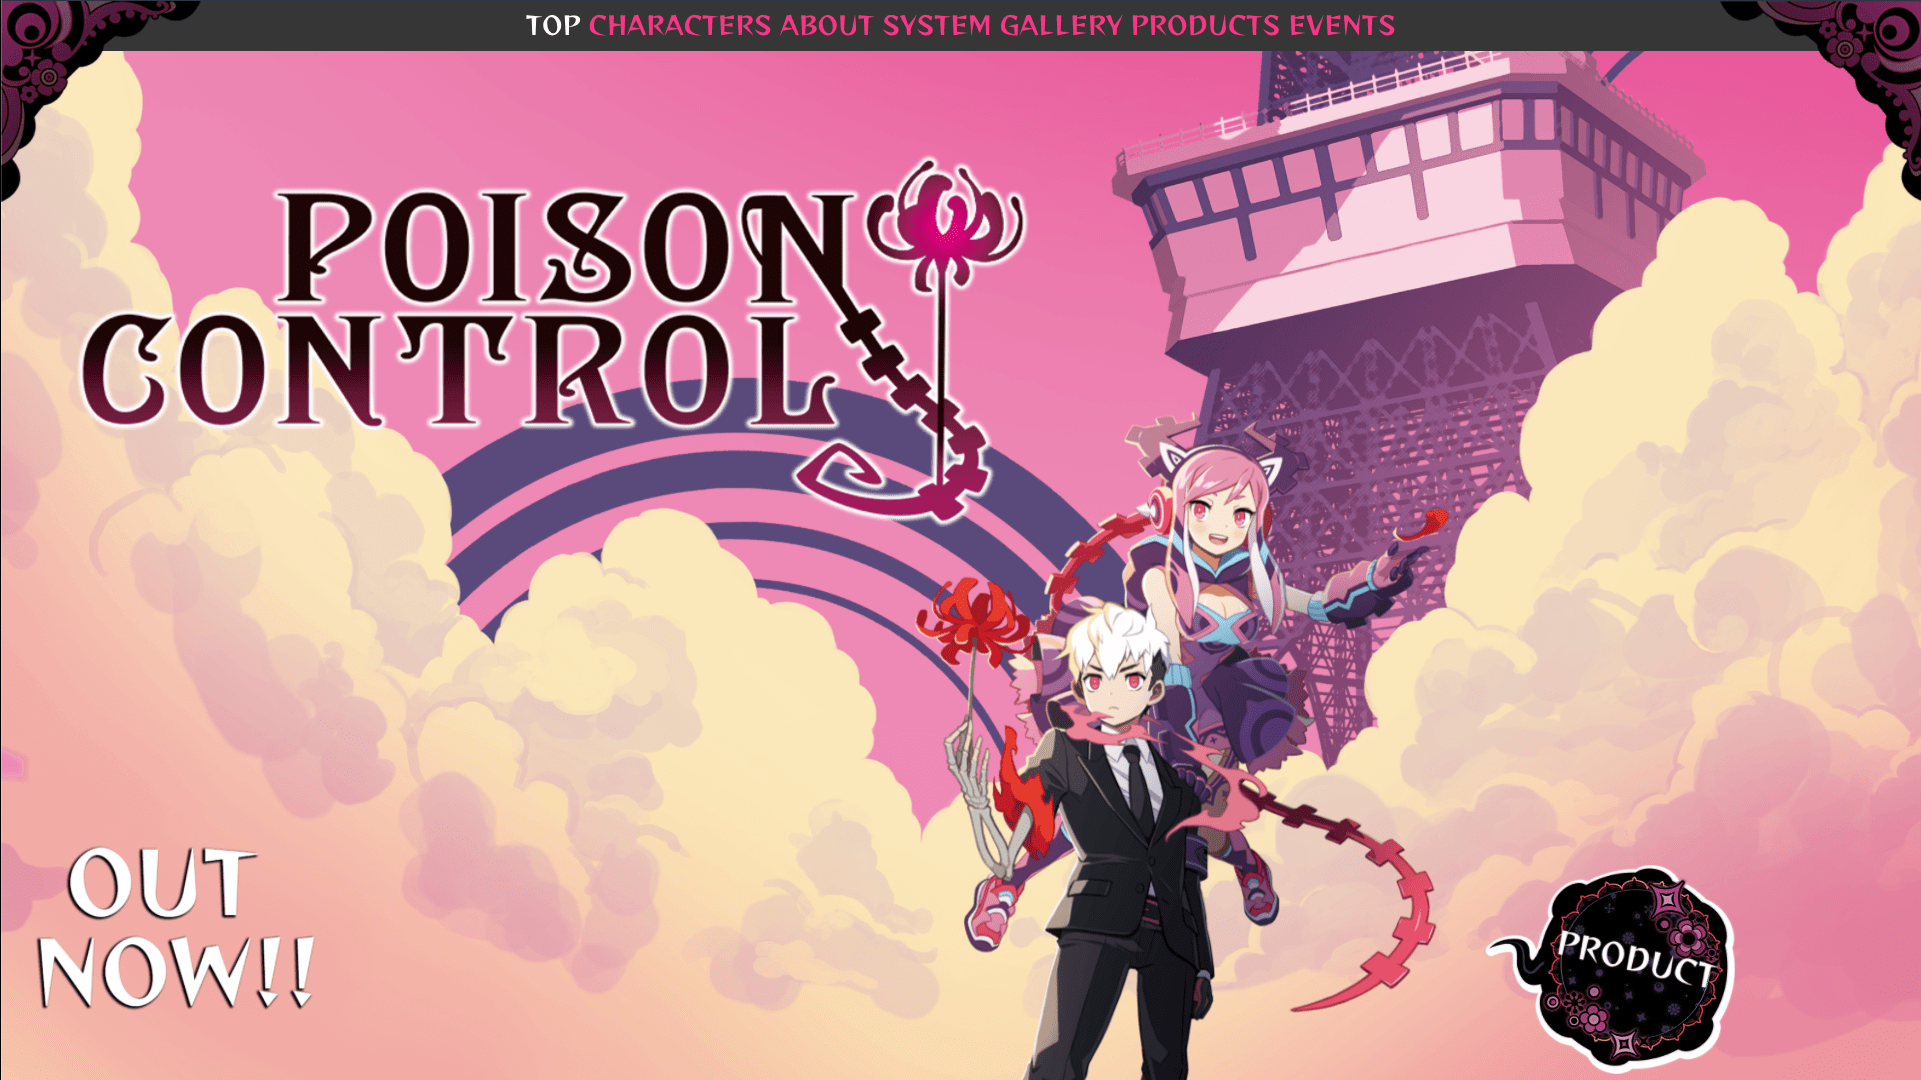 TOP CHARACTERS ABOUT SYSTEM GALLERY PRODUCTS EVENTS
POISON
CONTROL
OUT
NOW!!
PRODUCT